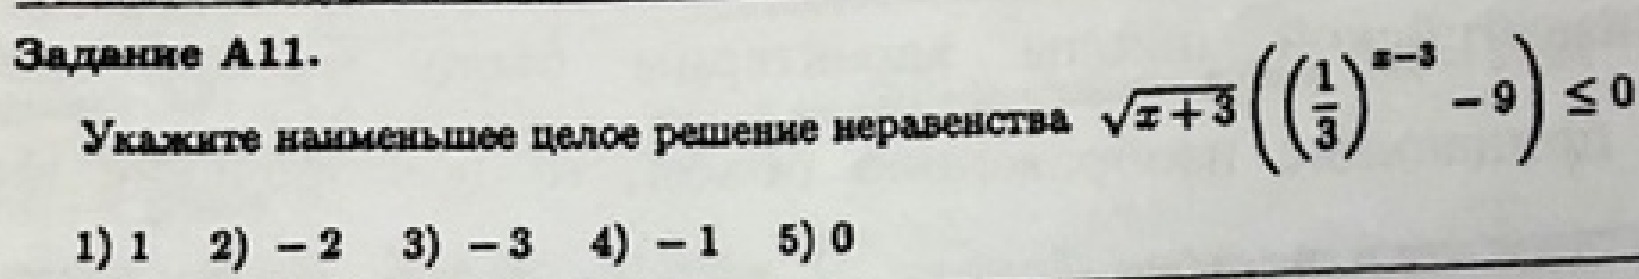 Задание А11.
Укажите наименьшее целое решение неравенства √(x+3)((1/3)^(x−3) − 9) ≤ 0
1) 1 2) −2 3) −3 4) −1 5) 0